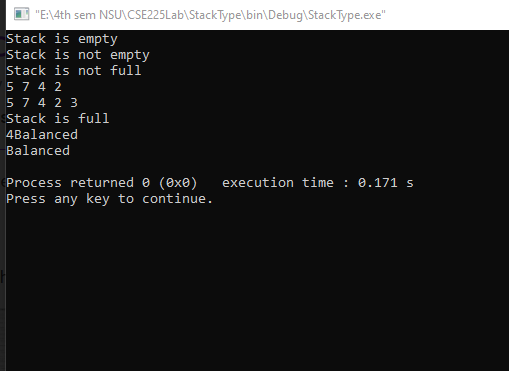 "E:\4th sem NSU\CSE225Lab\StackType\bin\Debug\StackType.exe"
Stack is empty
Stack is not empty
Stack is not full
5 7 4 2
5 7 4 2 3
Stack is full
4Balanced
Balanced
Process returned 0 (0x0)   execution time : 0.171 s
Press any key to continue.